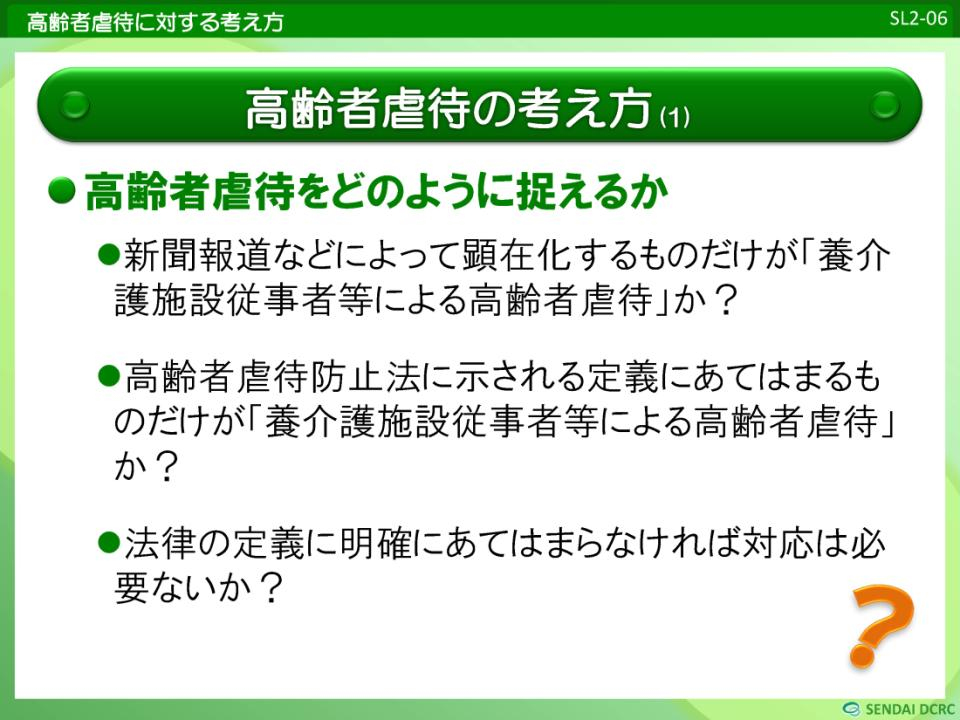 高齢者虐待に対する考え方
SL2-06
高齢者虐待の考え方(1)
●高齢者虐待をどのように捉えるか
●新聞報道などによって顕在化するものだけが「養介
護施設従事者等による高齢者虐待」か？
●高齢者虐待防止法に示される定義にあてはまるも
のだけが「養介護施設従事者等による高齢者虐待」
か？
●法律の定義に明確にあてはまらなければ対応は必
要ないか？
?
SENDAI DCRC